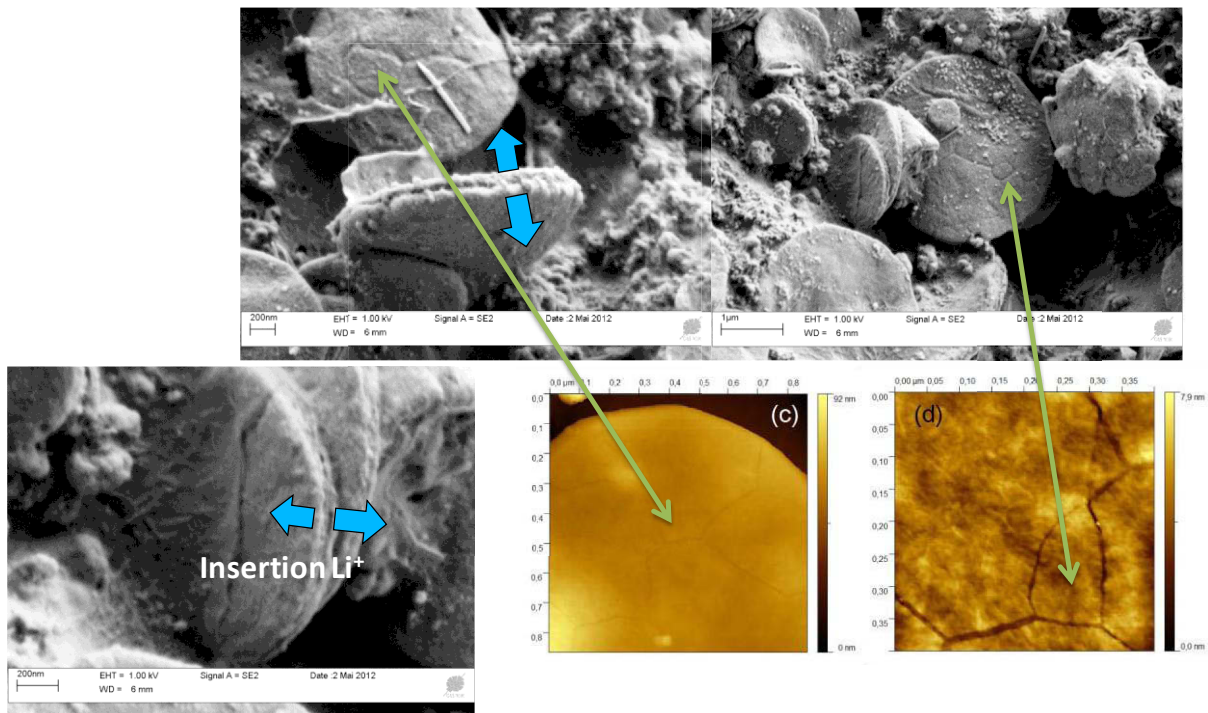 200nm EHT = 1.00 kV Signal A = SE2 Date :2 Mai 2012
WD = 6 mm
1µm EHT = 1.00 kV Signal A = SE2 Date :2 Mai 2012
WD = 6 mm
Insertion Li⁺
200nm EHT = 1.00 kV Signal A = SE2 Date :2 Mai 2012
WD = 6 mm
0,0 µm 0,1 0,2 0,3 0,4 0,5 0,6 0,7
0,0
0,1
0,2
0,3
0,4
0,5
0,6
0,7
0,8
(c)
92 nm
0 nm
0,00 µm 0,05 0,10 0,15 0,20 0,25 0,30 0,35
0,00
0,05
0,10
0,15
0,20
0,25
0,30
0,35
(d)
7,9 nm
0,0 nm